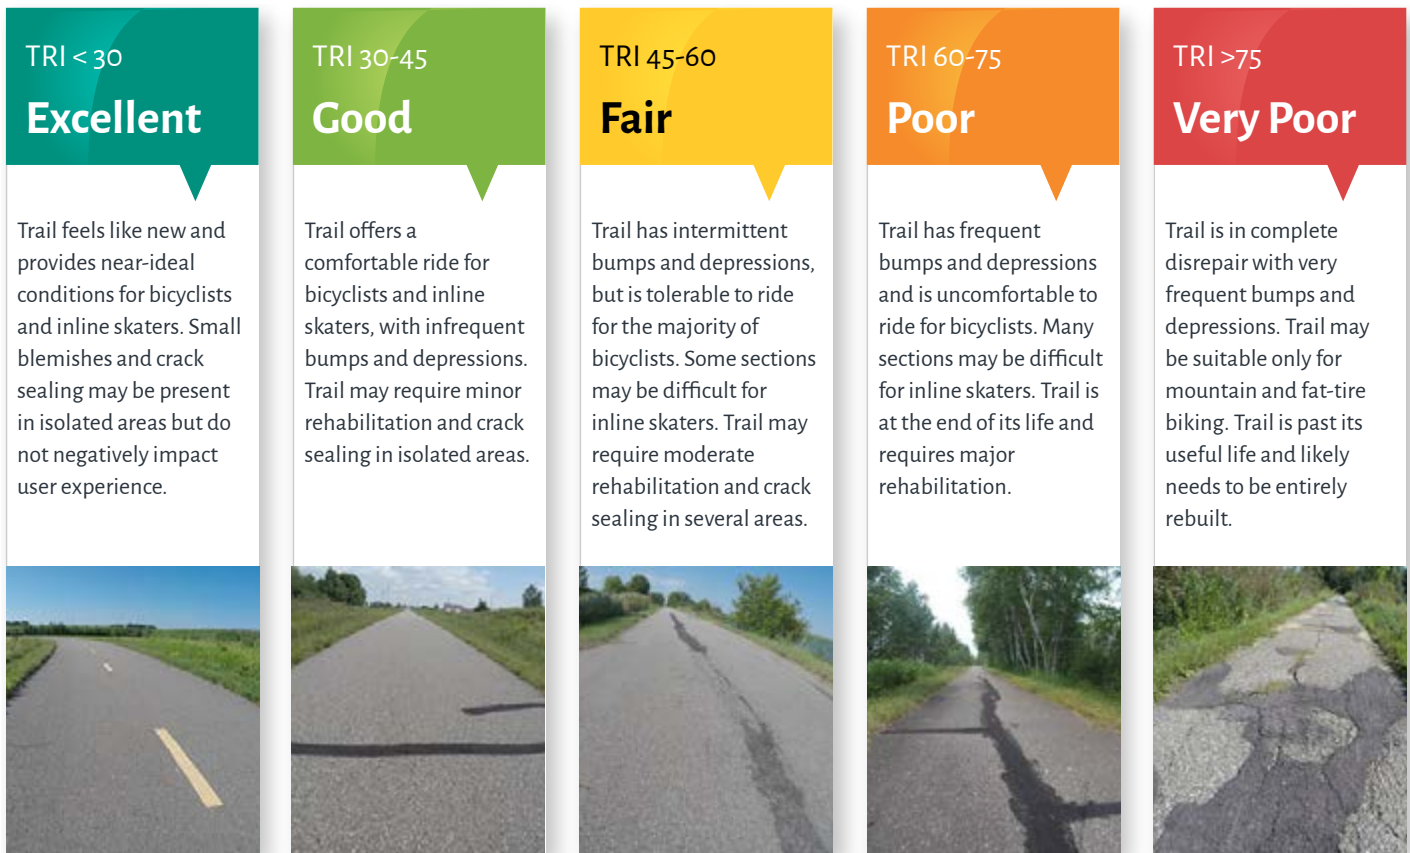 TRI < 30
Excellent
Trail feels like new and
provides near-ideal
conditions for bicyclists
and inline skaters. Small
blemishes and crack
sealing may be present
in isolated areas but do
not negatively impact
user experience.
TRI 30-45
Good
Trail offers a
comfortable ride for
bicyclists and inline
skaters, with infrequent
bumps and depressions.
Trail may require minor
rehabilitation and crack
sealing in isolated areas.
TRI 45-60
Fair
Trail has intermittent
bumps and depressions,
but is tolerable to ride
for the majority of
bicyclists. Some sections
may be difficult for
inline skaters. Trail may
require moderate
rehabilitation and crack
sealing in several areas.
TRI 60-75
Poor
Trail has frequent
bumps and depressions
and is uncomfortable to
ride for bicyclists. Many
sections may be difficult
for inline skaters. Trail is
at the end of its life and
requires major
rehabilitation.
TRI >75
Very Poor
Trail is in complete
disrepair with very
frequent bumps and
depressions. Trail may
be suitable only for
mountain and fat-tire
biking. Trail is past its
useful life and likely
needs to be entirely
rebuilt.